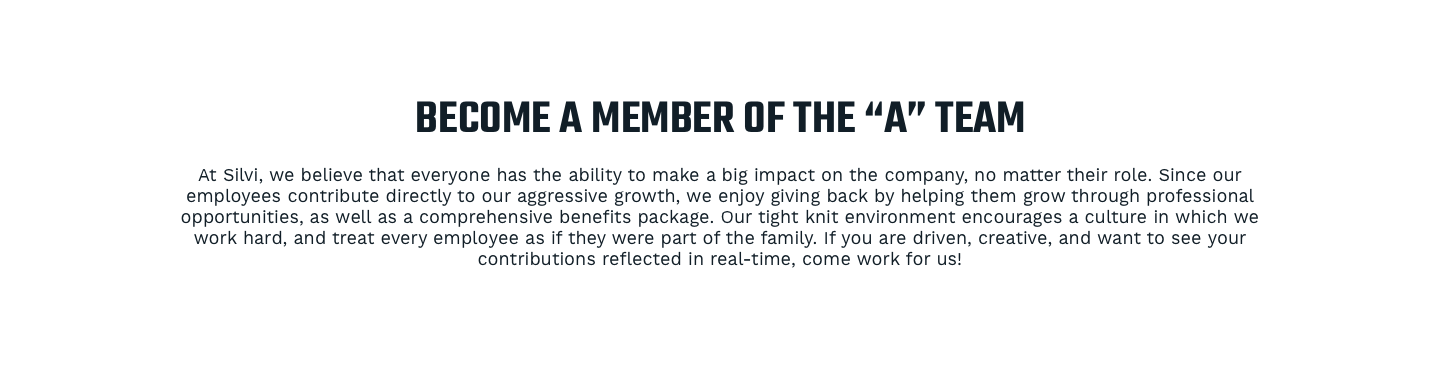 BECOME A MEMBER OF THE “A” TEAM
At Silvi, we believe that everyone has the ability to make a big impact on the company, no matter their role. Since our
employees contribute directly to our aggressive growth, we enjoy giving back by helping them grow through professional
opportunities, as well as a comprehensive benefits package. Our tight knit environment encourages a culture in which we
work hard, and treat every employee as if they were part of the family. If you are driven, creative, and want to see your
contributions reflected in real-time, come work for us!